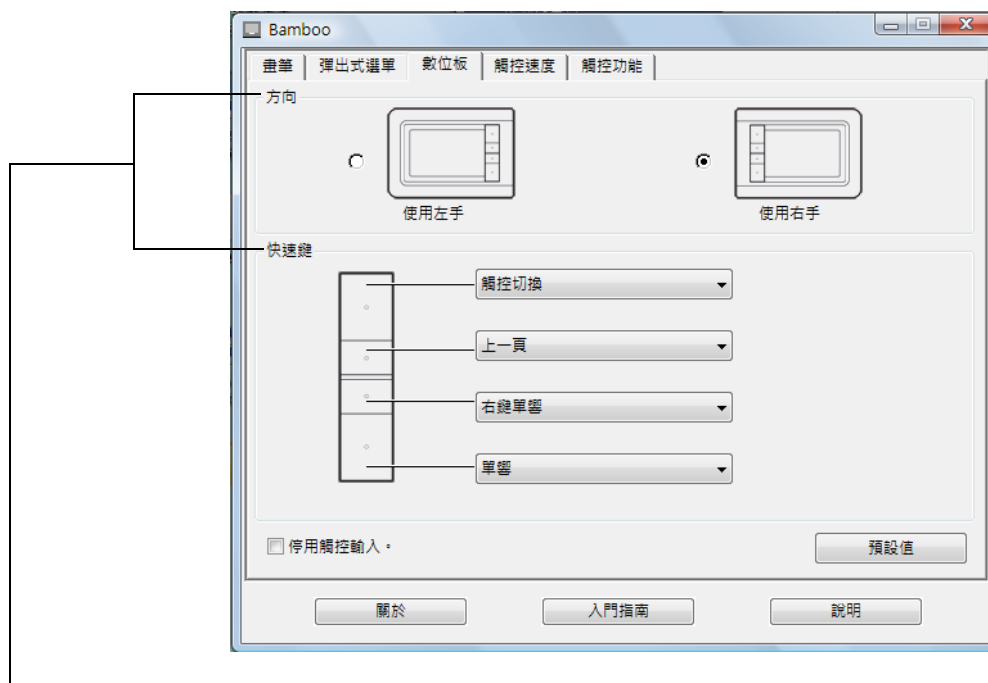 Bamboo
畫筆 彈出式選單 數位板 觸控速度 觸控功能
方向
使用左手 使用右手
快速鍵
觸控切換
上一頁
右鍵單響
單響
停用觸控輸入。 預設值
關於 入門指南 說明